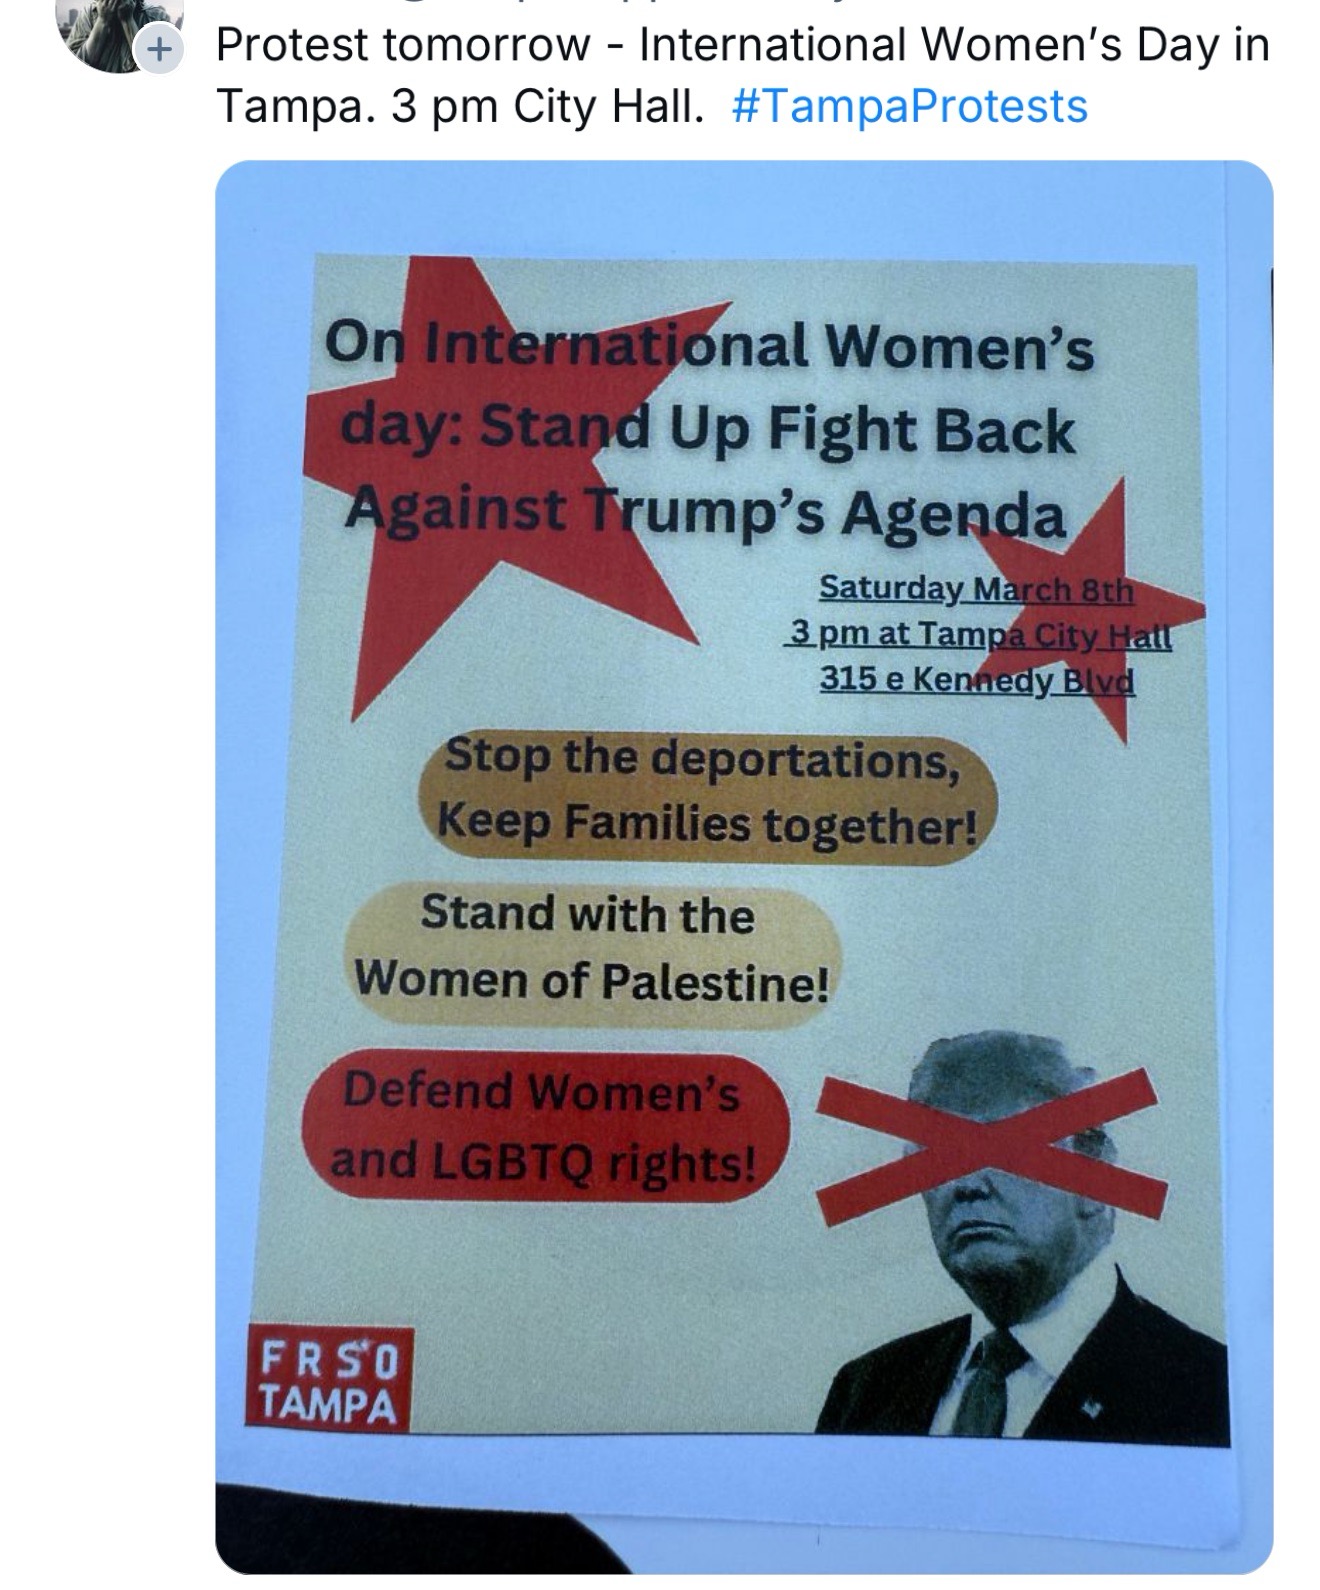 Protest tomorrow - International Women's Day in
Tampa. 3 pm City Hall. #TampaProtests
On International Women's
day: Stand Up Fight Back
Against Trump's Agenda
Saturday March 8th
3 pm at Tampa City Hall
315 e Kennedy Blvd
Stop the deportations,
Keep Families together!
Stand with the
Women of Palestine!
Defend Women's
and LGBTQ rights!
FRSO
TAMPA